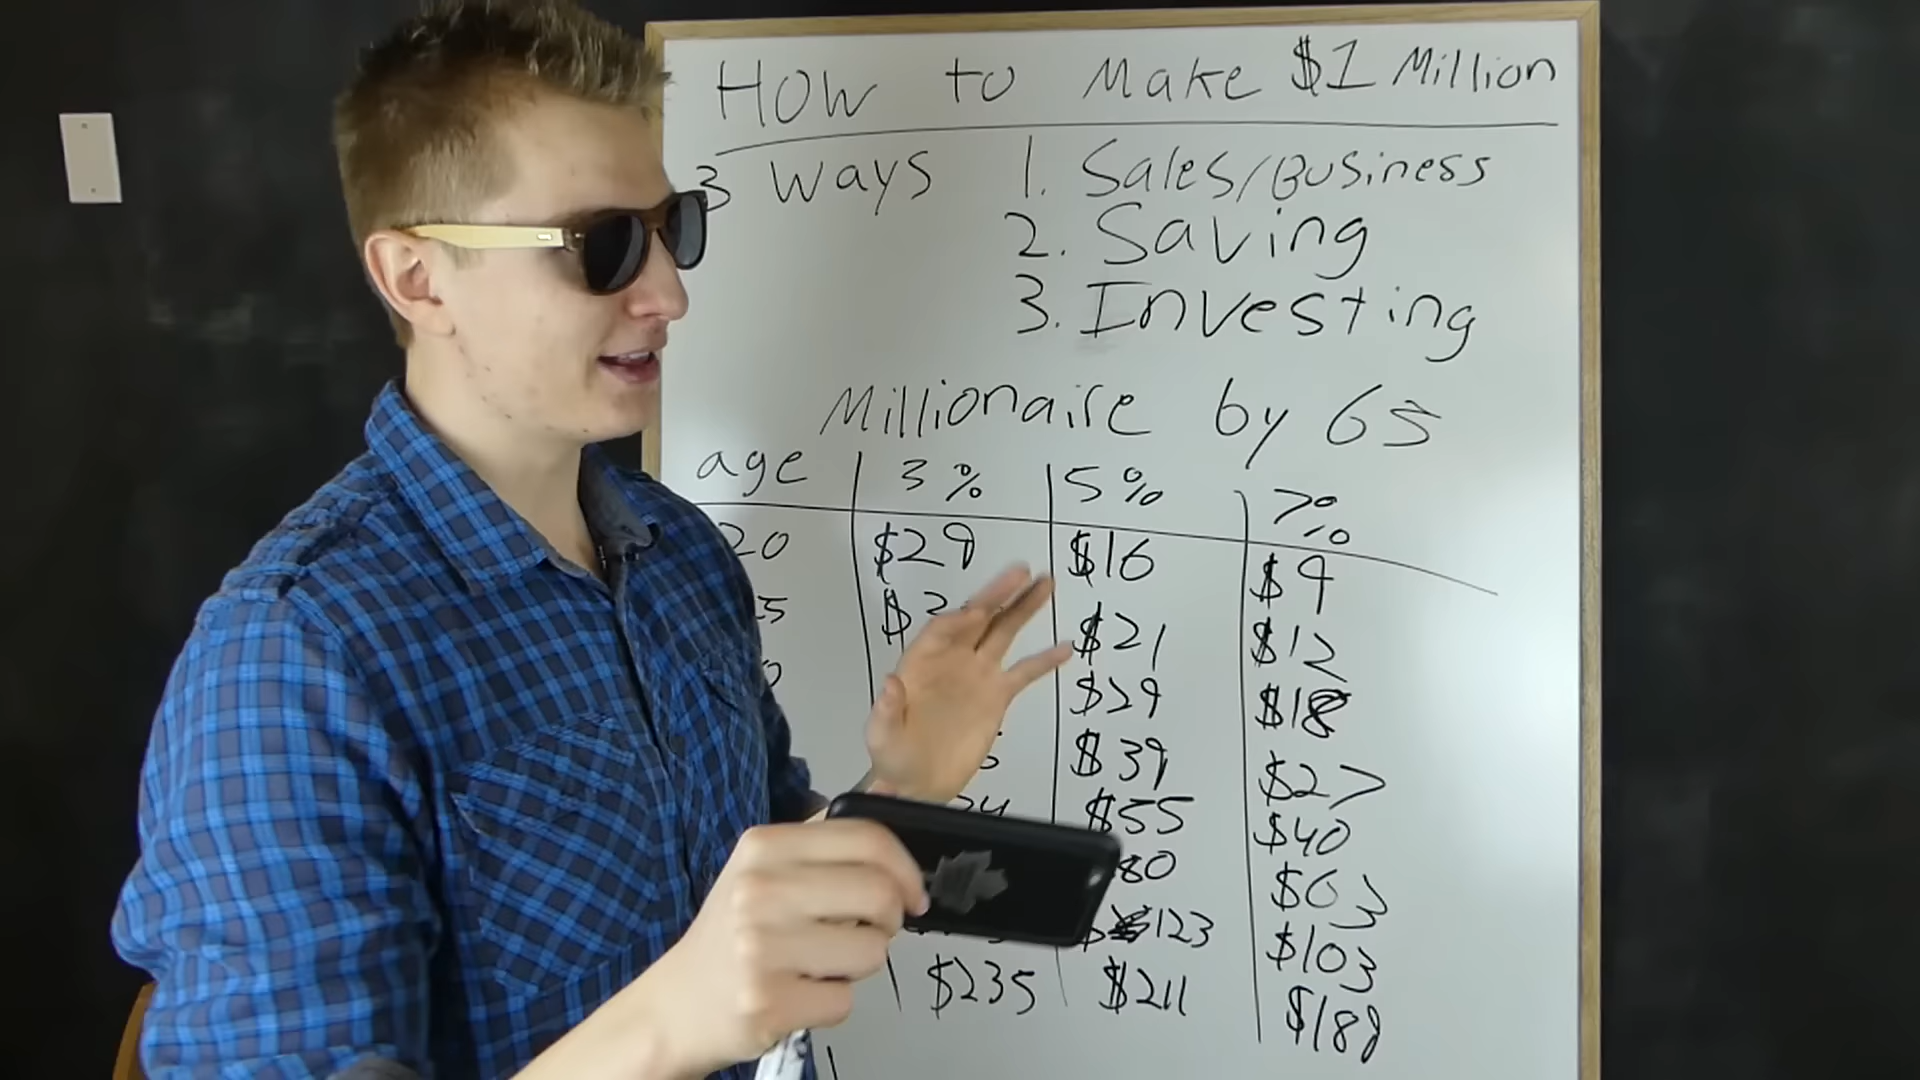 How to Make $1 Million
3 Ways 1. Sales/Business
2. Saving
3. Investing
Millionaire by 65
age 3% 5% 7%
20 $29 $16 $9
$21 $12
$29 $18
$39 $27
$55 $40
80 $63
$123 $103
$235 $211 $188